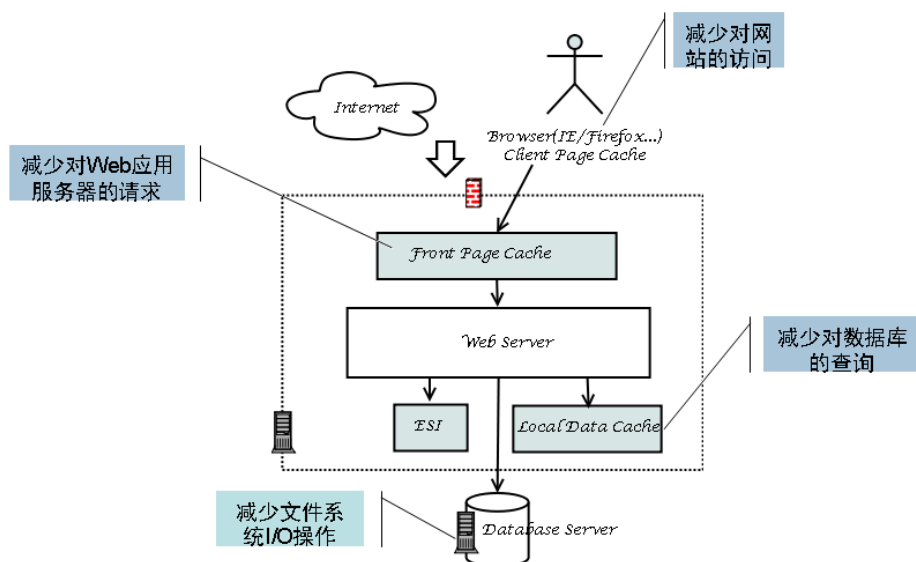 减少对网
站的访问
Internet
Browser(IE/Firefox...)
Client Page Cache
减少对Web应用
服务器的请求
Front Page Cache
Web Server
减少对数据库
的查询
ESI
Local Data Cache
减少文件系
统I/O操作
Database Server